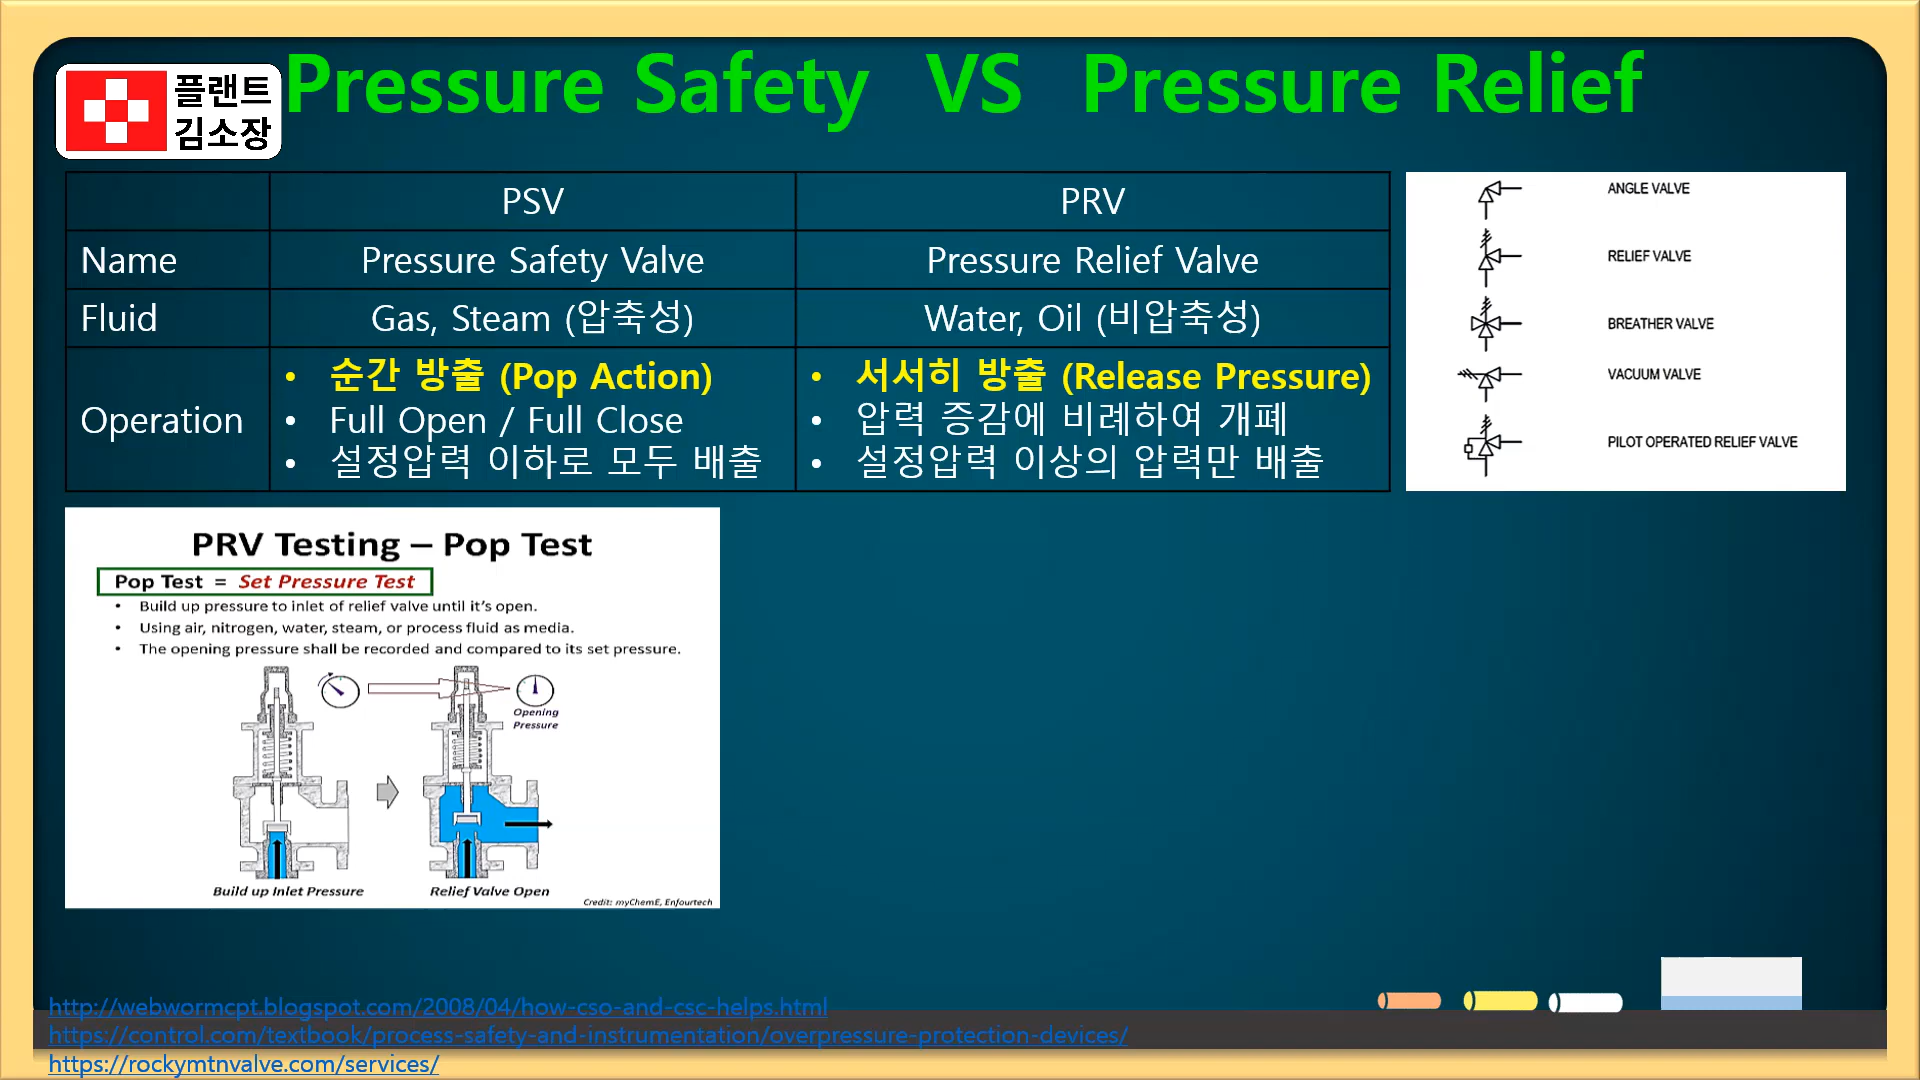 플랜트
김소장
Pressure Safety VS Pressure Relief
PSV PRV
Name Pressure Safety Valve Pressure Relief Valve
Fluid Gas, Steam (압축성) Water, Oil (비압축성)
Operation
• 순간 방출 (Pop Action)
• Full Open / Full Close
• 설정압력 이하로 모두 배출
• 서서히 방출 (Release Pressure)
• 압력 증감에 비례하여 개폐
• 설정압력 이상의 압력만 배출
ANGLE VALVE
RELIEF VALVE
BREATHER VALVE
VACUUM VALVE
PILOT OPERATED RELIEF VALVE
PRV Testing – Pop Test
Pop Test = Set Pressure Test
• Build up pressure to inlet of relief valve until it's open.
• Using air, nitrogen, water, steam, or process fluid as media.
• The opening pressure shall be recorded and compared to its set pressure.
Opening
Pressure
Build up Inlet Pressure
Relief Valve Open
Credit: myChemE, Enfourtech
http://webwormcpt.blogspot.com/2008/04/how-cso-and-csc-helps.html
https://control.com/textbook/process-safety-and-instrumentation/overpressure-protection-devices/
https://rockymtnvalve.com/services/